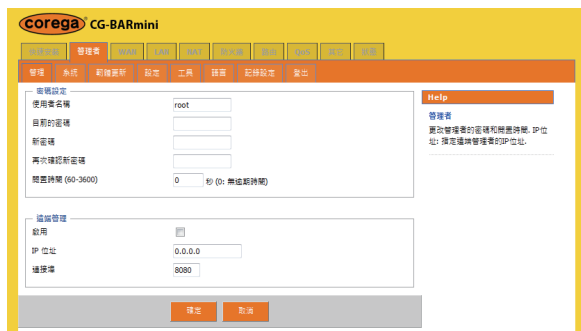 corega CG-BARmini
快速安裝 管理者 WAN LAN NAT 防火牆 路由 QoS 其它 狀態
管理 系統 韌體更新 設定 工具 語言 記錄設定 登出
密碼設定
使用者名稱 root
目前的密碼
新密碼
再次確認新密碼
閒置時間 (60-3600) 0 秒 (0: 無逾期時間)
遠端管理
啟用
IP 位址 0.0.0.0
連接埠 8080
確定 取消
Help
管理者
更改管理者的密碼和閒置時間. IP位
址: 指定遠端管理者的IP位址.